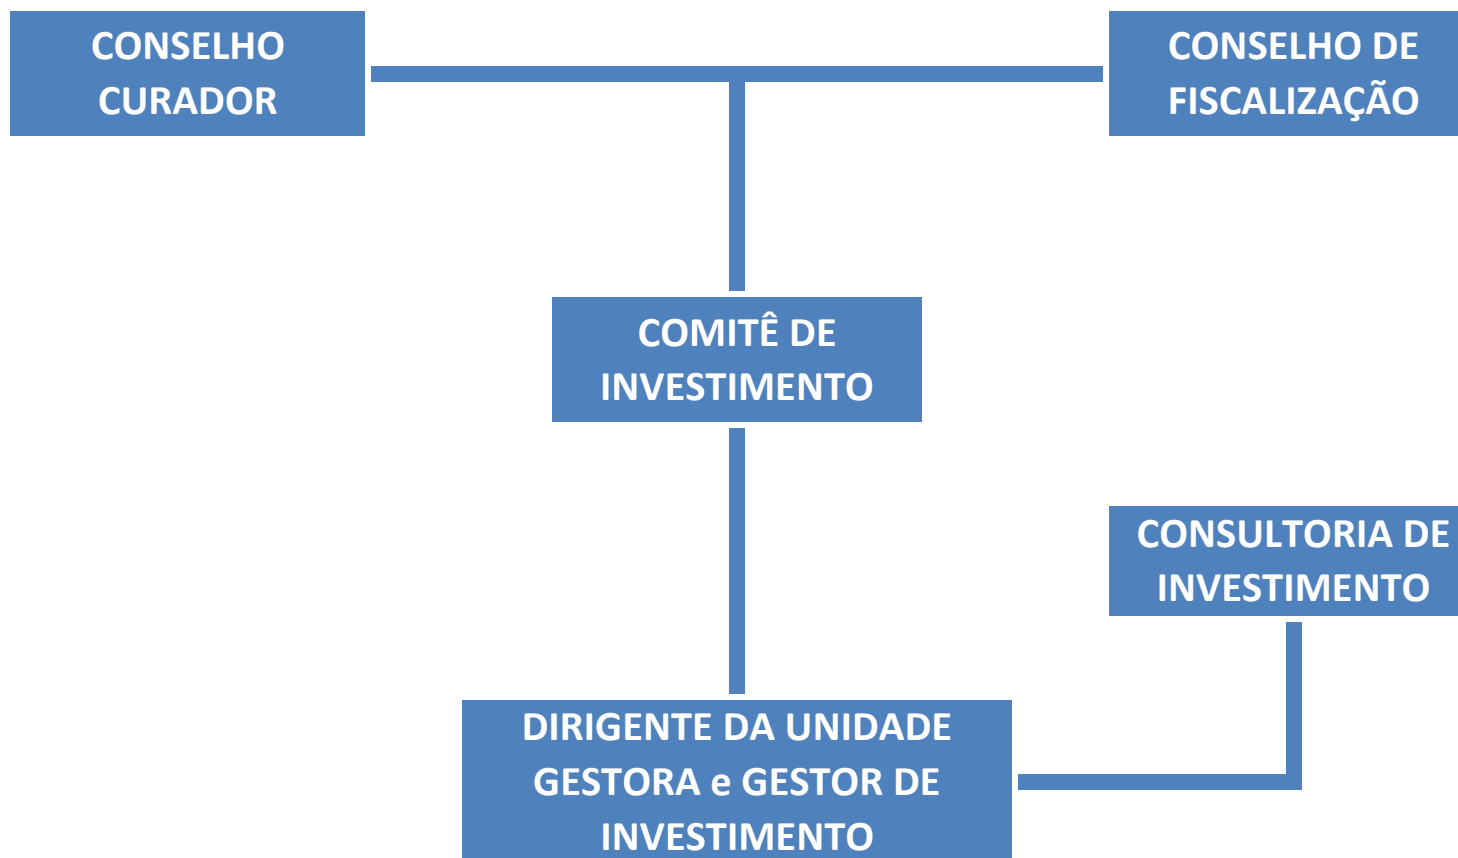 CONSELHO
CURADOR
CONSELHO DE
FISCALIZAÇÃO
COMITÊ DE
INVESTIMENTO
CONSULTORIA DE
INVESTIMENTO
DIRIGENTE DA UNIDADE
GESTORA e GESTOR DE
INVESTIMENTO